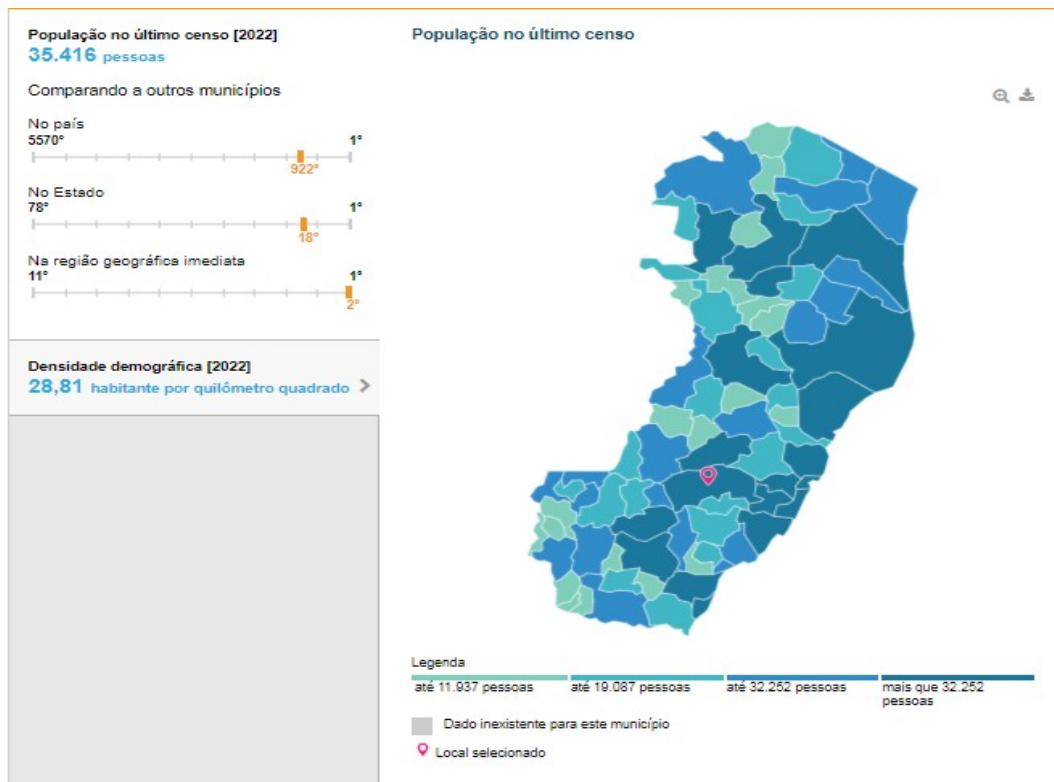 População no último censo [2022]
35.416 pessoas
Comparando a outros municípios
No país
5570° 1°
922°
No Estado
78° 1°
18°
Na região geográfica imediata
11° 1°
2°
Densidade demográfica [2022]
28,81 habitante por quilômetro quadrado
População no último censo
Legenda
até 11.937 pessoas
até 19.087 pessoas
até 32.252 pessoas
mais que 32.252
pessoas
Dado inexistente para este município
Local selecionado